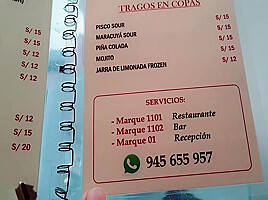 TRAGOS EN COPAS
PISCO SOUR S/ 15
MARACUYÁ SOUR S/ 15
PIÑA COLADA S/ 15
MOJITO S/ 12
JARRA DE LIMONADA FROZEN S/ 12
SERVICIOS:
- Marque 1101 Restaurante
- Marque 1102 Bar
- Marque 01 Recepción
945 655 957
S/ 12
S/ 15
S/ 12
S/ 12
S/ 12
S/ 15
S/ 20